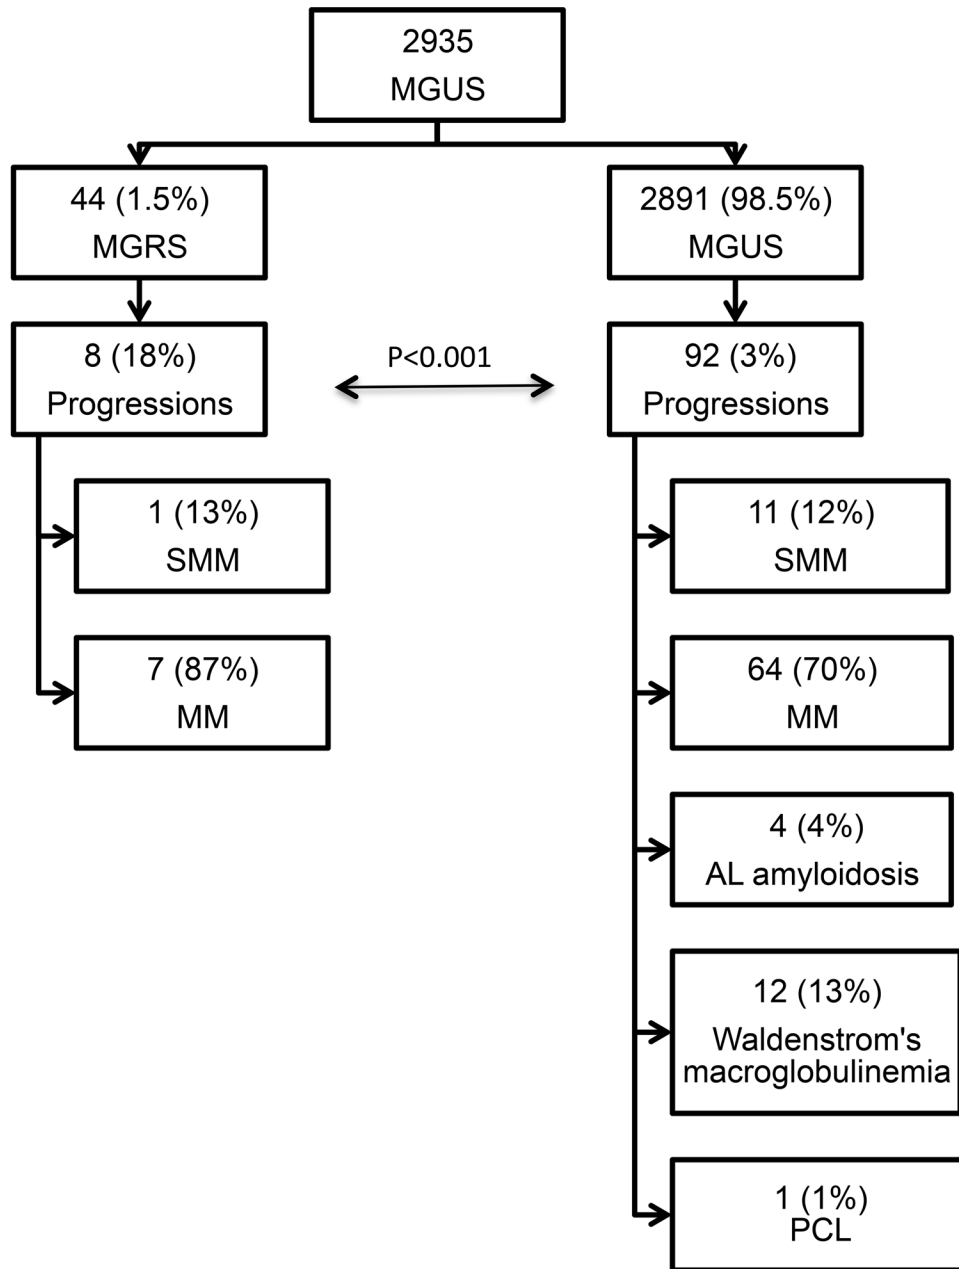 2935
MGUS
44 (1.5%)
MGRS
2891 (98.5%)
MGUS
8 (18%)
Progressions
P<0.001
92 (3%)
Progressions
1 (13%)
SMM
7 (87%)
MM
11 (12%)
SMM
64 (70%)
MM
4 (4%)
AL amyloidosis
12 (13%)
Waldenstrom's
macroglobulinemia
1 (1%)
PCL